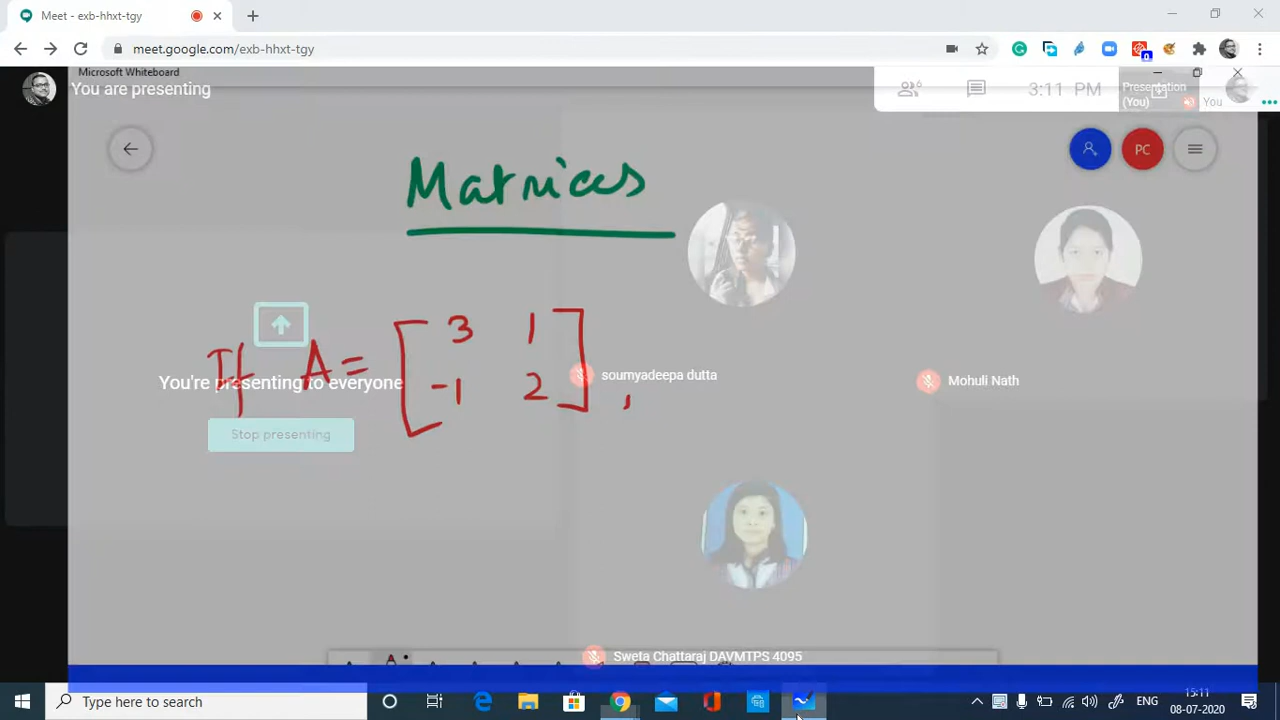 Meet - exb-hhxt-tgy
meet.google.com/exb-hhxt-tgy
Microsoft Whiteboard
You are presenting
3:11 PM
Presentation
(You)
You
6
0
PC
Matrices
If A = [ 3 1
-1 2 ] ,
You're presenting to everyone
Stop presenting
soumyadeepa dutta
Mohuli Nath
Sweta Chattaraj DAVMTPS 4095
Type here to search
ENG
15:11
08-07-2020